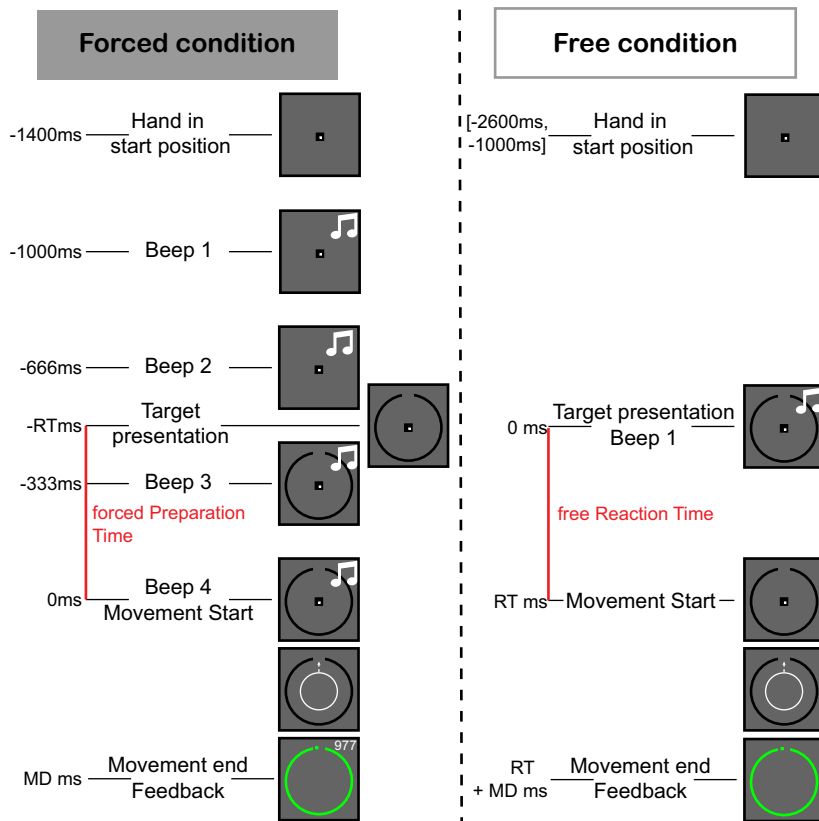 Forced condition
-1400ms
Hand in
start position
-1000ms
Beep 1
-666ms
Beep 2
-RTms
Target
presentation
-333ms
Beep 3
forced Preparation
Time
0ms
Beep 4
Movement Start
977
MD ms
Movement end
Feedback
Free condition
[-2600ms,
-1000ms]
Hand in
start position
0 ms
Target presentation
Beep 1
free Reaction Time
RT ms
Movement Start
RT
+ MD ms
Movement end
Feedback